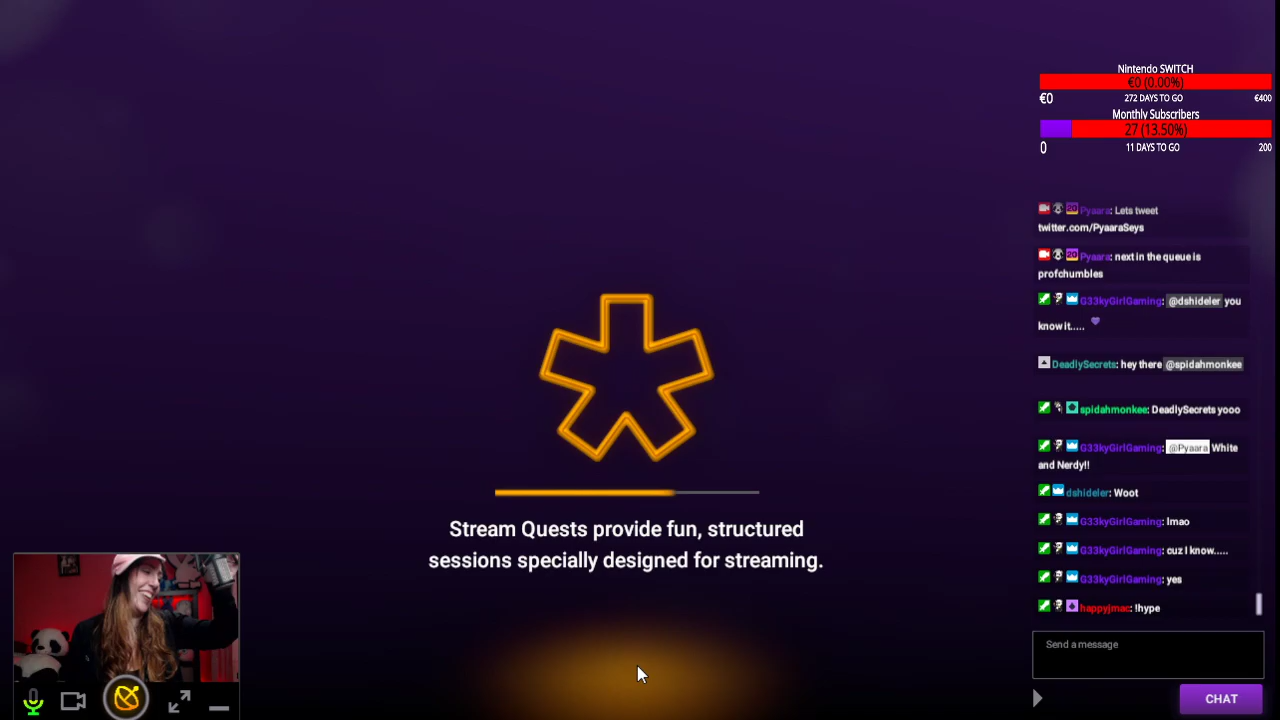 Nintendo SWITCH
€0 (0.00%)
€0 272 DAYS TO GO €400
Monthly Subscribers
27 (13.50%)
0 11 DAYS TO GO 200
Pyaara: Lets tweet
twitter.com/PyaaraSeys
Pyaara: next in the queue is
profchumbles
G33kyGirlGaming: @dshideler you
know it.....
DeadlySecrets: hey there @spidahmonkee
spidahmonkee: DeadlySecrets yooo
G33kyGirlGaming: @Pyaara White
and Nerdy!!
dshideler: Woot
G33kyGirlGaming: lmao
G33kyGirlGaming: cuz I know.....
G33kyGirlGaming: yes
happyjmac: !hype
Send a message
CHAT
Stream Quests provide fun, structured
sessions specially designed for streaming.